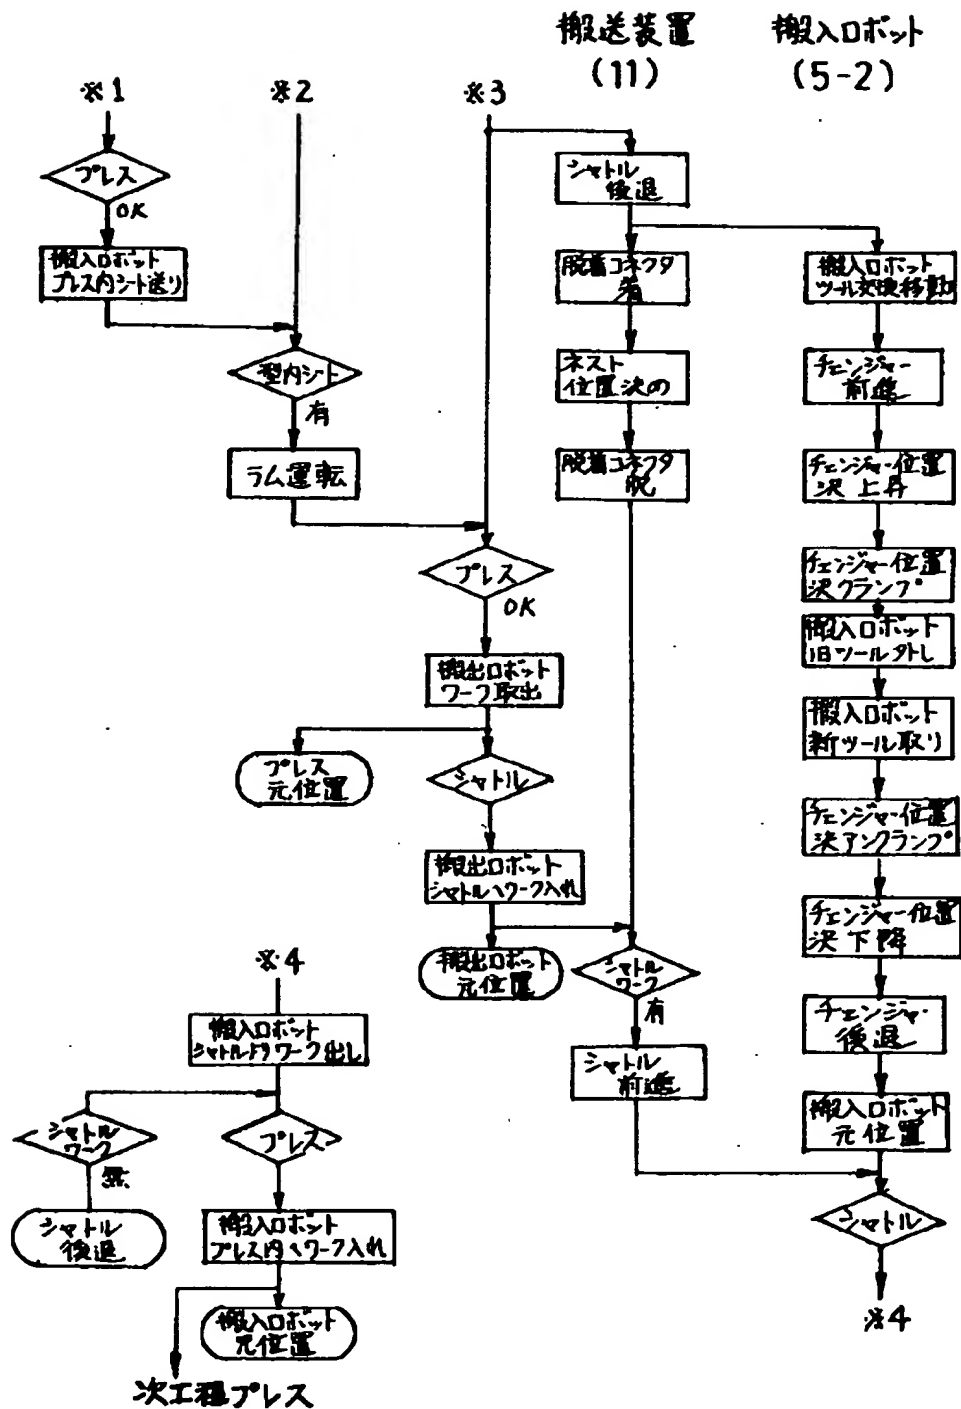 搬送装置
(11)
搬入ロボット
(5-2)
※1
※2
※3
プレス
OK
搬入ロボット
プレス内シート送り
型内シート
有
ラム運転
プレス
OK
搬出ロボット
ワーク取出
プレス
元位置
シャトル
搬出ロボット
シャトルヘワーク入れ
搬出ロボット
元位置
シャトル
後退
脱着コネクタ
着
ネスト
位置決め
脱着コネクタ
脱
シャトル
ワーク
有
シャトル
前進
搬入ロボット
ツール交換移動
チェンジャー
前進
チェンジャー位置
決上昇
チェンジャー位置
決クランプ
搬入ロボット
旧ツール外し
搬入ロボット
新ツール取り
チェンジャー位置
決アンクランプ
チェンジャー位置
決下降
チェンジャー
後退
搬入ロボット
元位置
シャトル
※4
※4
搬入ロボット
シャトルよりワーク出し
シャトル
ワーク
無
シャトル
後退
プレス
搬入ロボット
プレス内ヘワーク入れ
搬入ロボット
元位置
次工程プレス